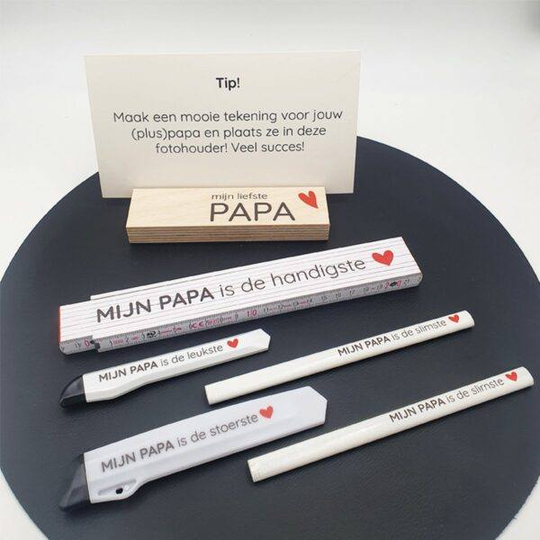 Tip!
Maak een mooie tekening voor jouw
(plus)papa en plaats ze in deze
fotohouder! Veel succes!
mijn liefste
PAPA
MIJN PAPA is de handigste
MIJN PAPA is de leukste
MIJN PAPA is de slimste
MIJN PAPA is de stoerste
MIJN PAPA is de slimste